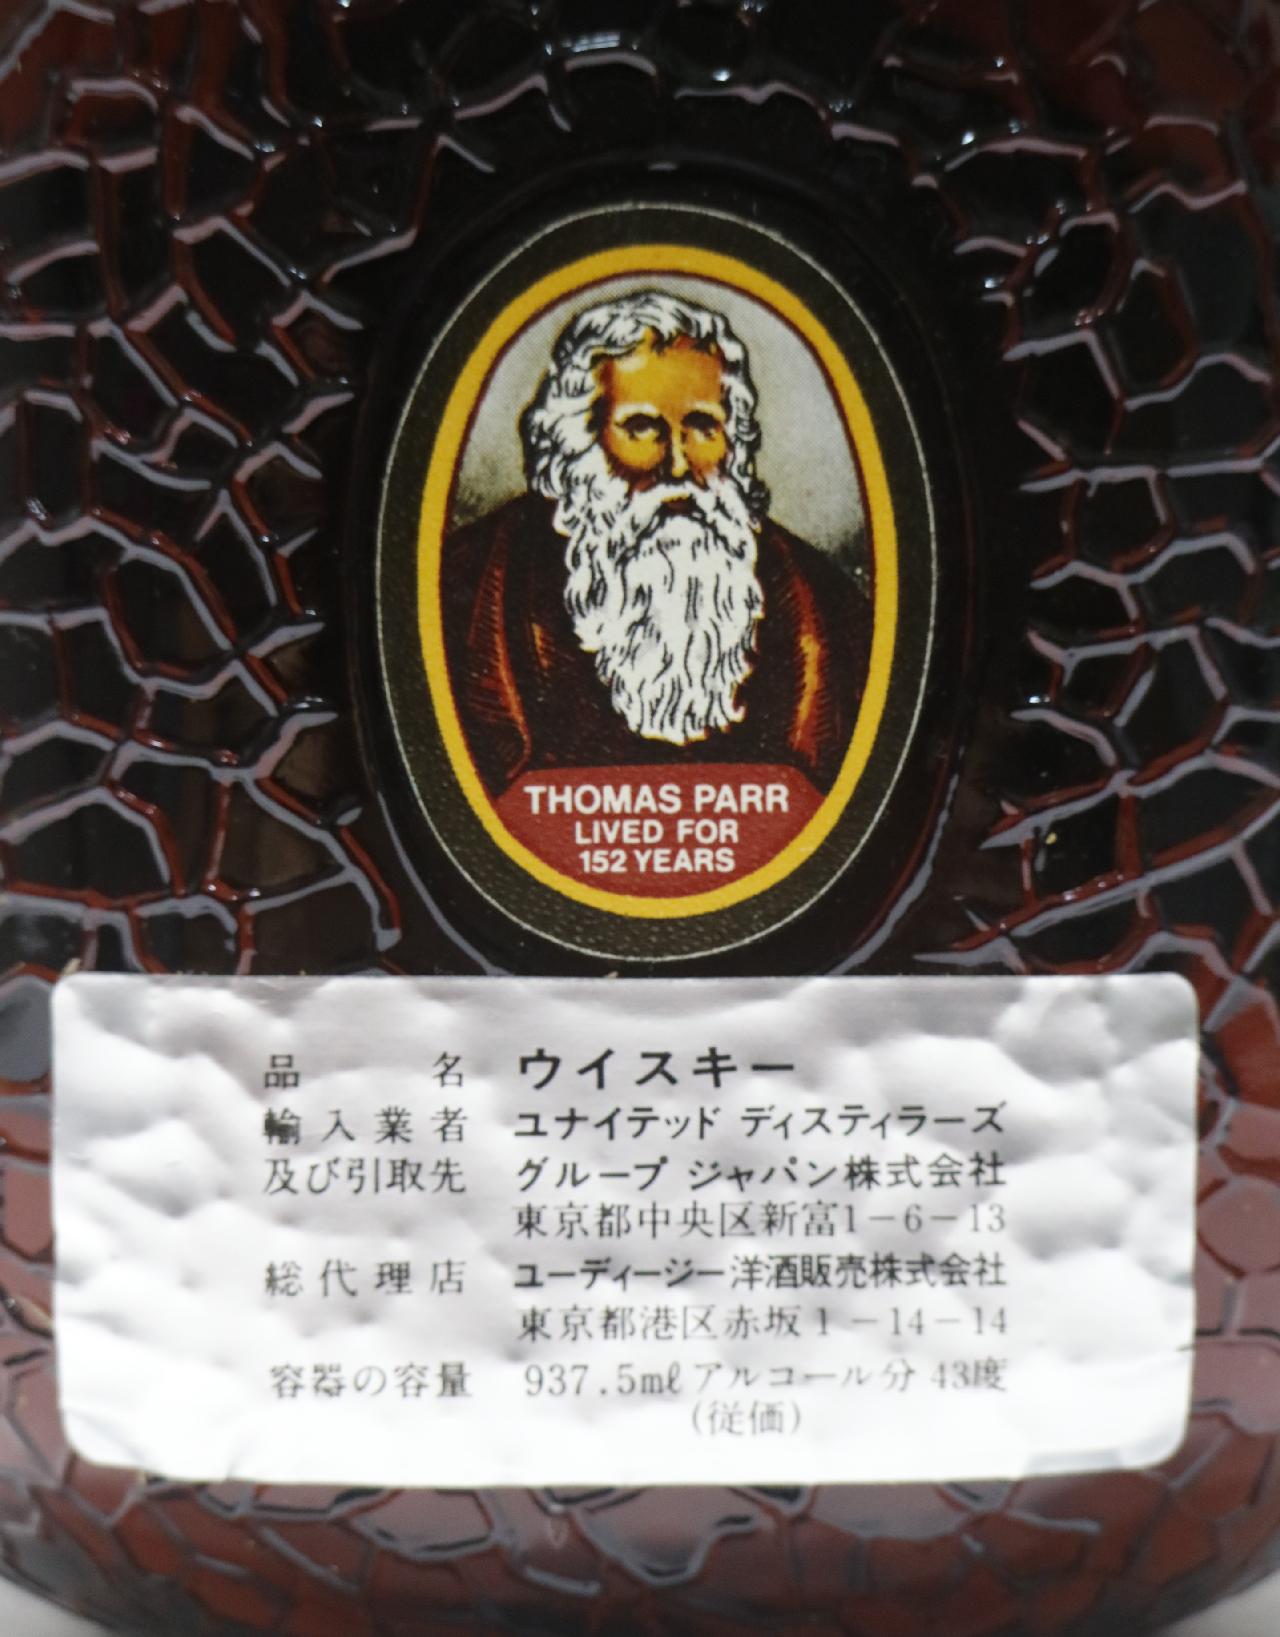 THOMAS PARR
LIVED FOR
152 YEARS
品名 ウイスキー
輸入業者 ユナイテッド ディスティラーズ
及び引取先 グループ ジャパン株式会社
東京都中央区新富1-6-13
総代理店 ユーディージー洋酒販売株式会社
東京都港区赤坂1-14-14
容器の容量 937.5mℓ アルコール分 43度
(従価)